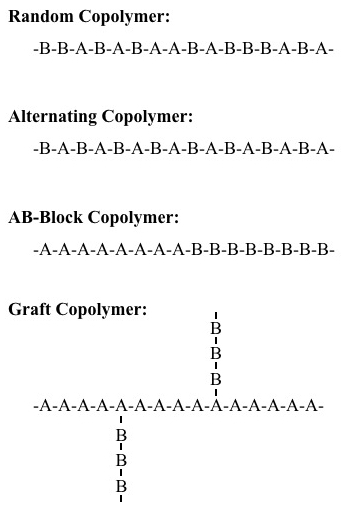 Random Copolymer:
-B-B-A-B-A-B-A-A-B-A-B-B-B-A-B-A-
Alternating Copolymer:
-B-A-B-A-B-A-B-A-B-A-B-A-B-A-B-A-
AB-Block Copolymer:
-A-A-A-A-A-A-A-A-B-B-B-B-B-B-B-B-
Graft Copolymer:
B
B
B
-A-A-A-A-A-A-A-A-A-A-A-A-A-A-A-
B
B
B